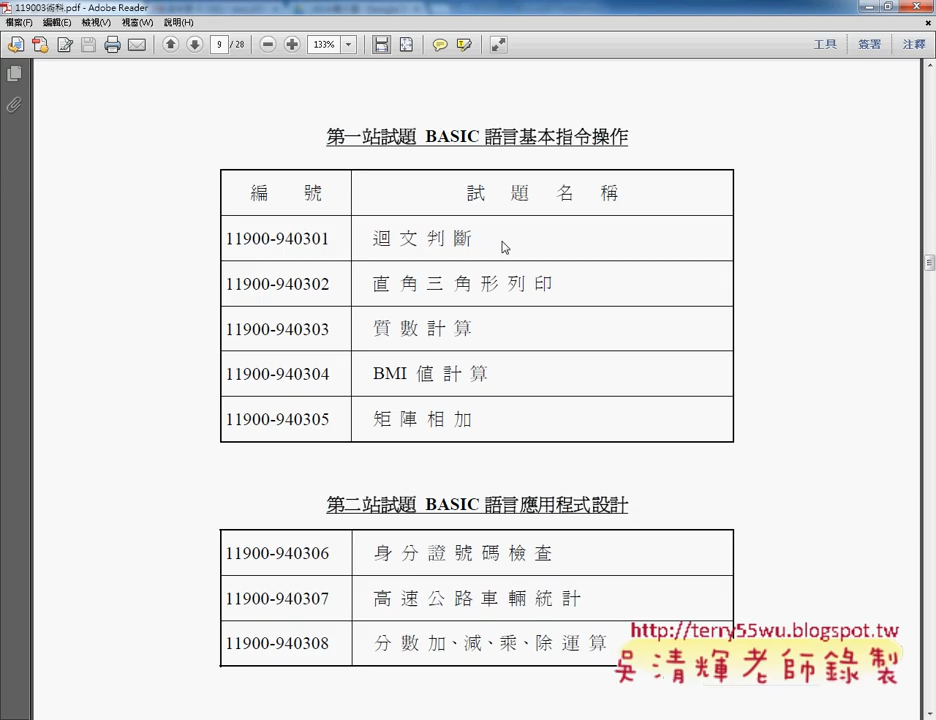 119003術科.pdf - Adobe Reader
檔案(F) 編輯(E) 檢視(V) 視窗(W) 說明(H)
9 / 28 133% 工具 簽署 注釋
第一站試題 BASIC 語言基本指令操作
編 號 試 題 名 稱
11900-940301 迴文判斷
11900-940302 直角三角形列印
11900-940303 質數計算
11900-940304 BMI 值計算
11900-940305 矩陣相加
第二站試題 BASIC 語言應用程式設計
11900-940306 身分證號碼檢查
11900-940307 高速公路車輛統計
11900-940308 分數加、減、乘、除運算
http://terry55wu.blogspot.tw
吳清輝老師錄製